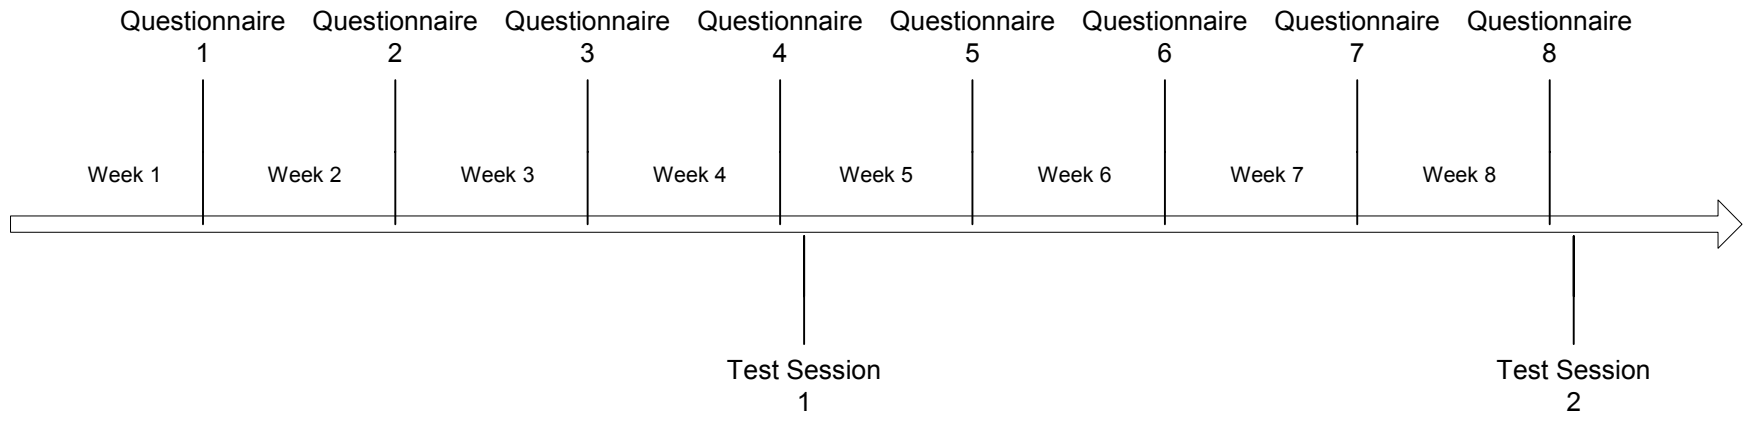 Questionnaire Questionnaire Questionnaire Questionnaire Questionnaire Questionnaire Questionnaire Questionnaire
1 2 3 4 5 6 7 8
Week 1 Week 2 Week 3 Week 4 Week 5 Week 6 Week 7 Week 8
Test Session Test Session
1 2